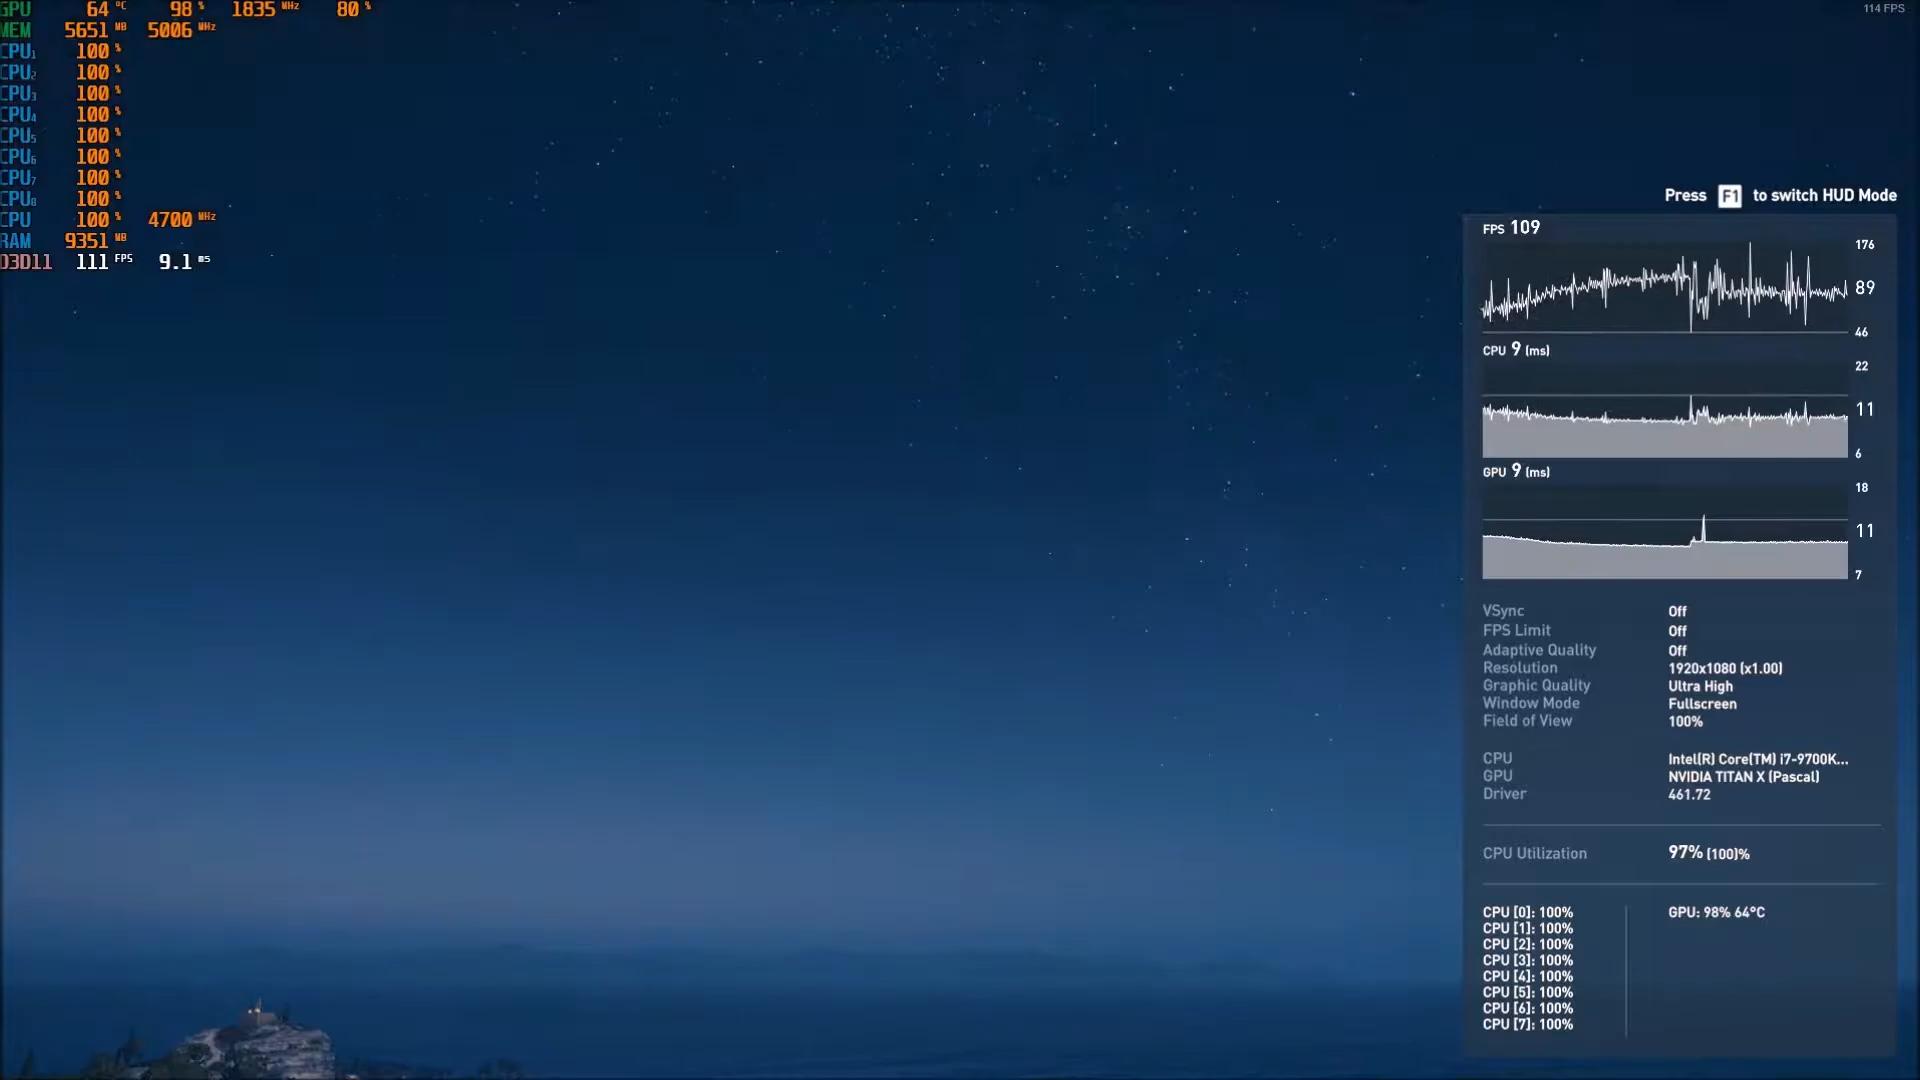 GPU 64 °C 98 % 1835 MHz 80 %
MEM 5651 MB 5006 MHz
CPU1 100 %
CPU2 100 %
CPU3 100 %
CPU4 100 %
CPU5 100 %
CPU6 100 %
CPU7 100 %
CPU8 100 %
CPU 100 % 4700 MHz
RAM 9351 MB
D3D11 111 FPS 9.1 ms
114 FPS
Press F1 to switch HUD Mode
FPS 109
176
89
46
CPU 9 (ms)
22
11
6
GPU 9 (ms)
18
11
7
VSync Off
FPS Limit Off
Adaptive Quality Off
Resolution 1920x1080 (x1.00)
Graphic Quality Ultra High
Window Mode Fullscreen
Field of View 100%
CPU Intel(R) Core(TM) i7-9700K...
GPU NVIDIA TITAN X (Pascal)
Driver 461.72
CPU Utilization 97% (100)%
CPU [0]: 100% GPU: 98% 64°C
CPU [1]: 100%
CPU [2]: 100%
CPU [3]: 100%
CPU [4]: 100%
CPU [5]: 100%
CPU [6]: 100%
CPU [7]: 100%